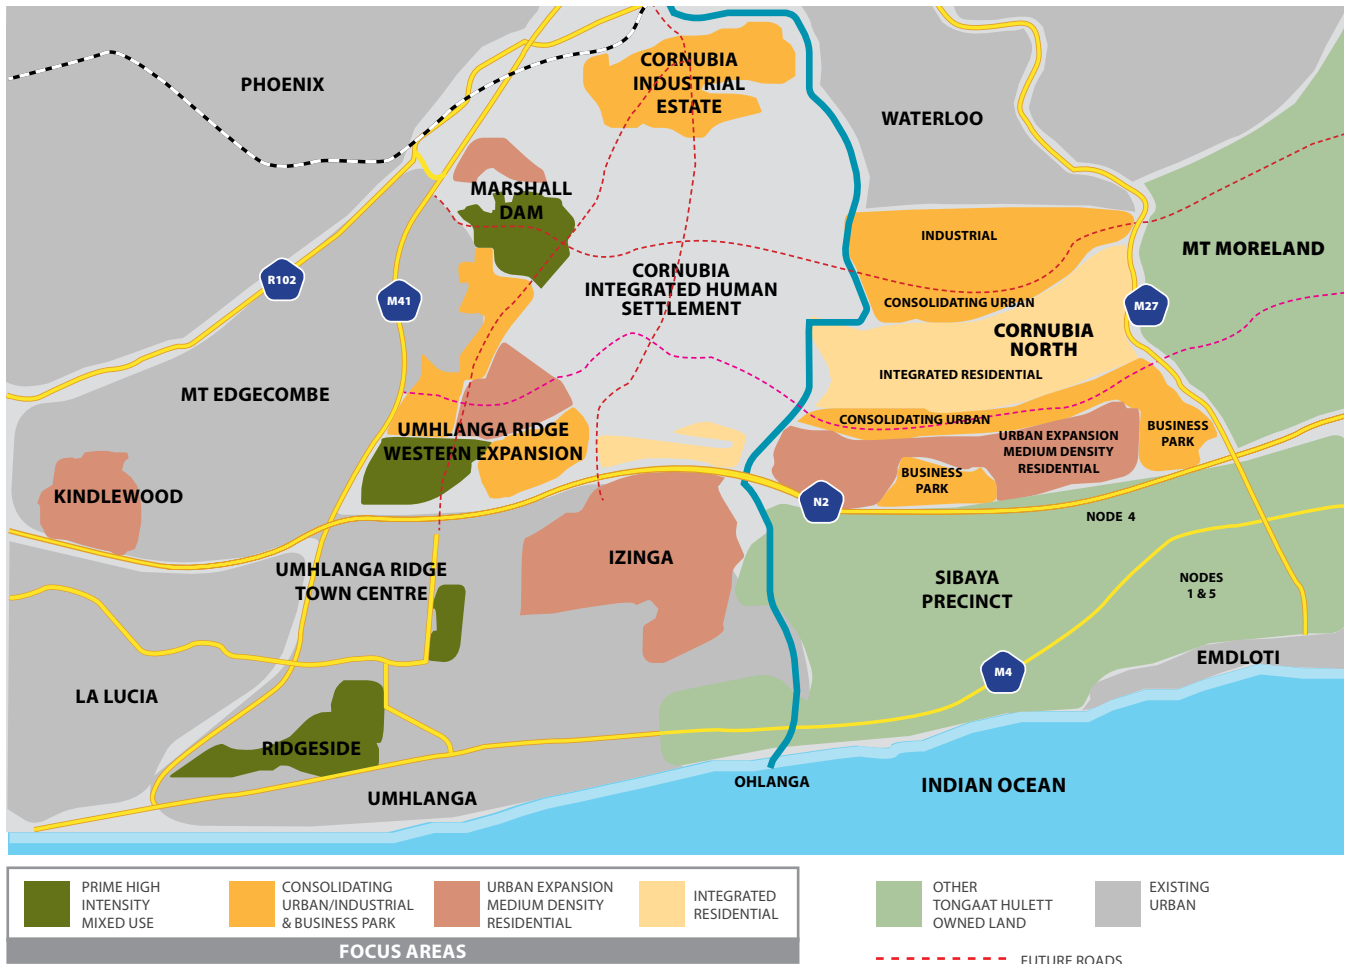 PHOENIX
CORNUBIA
INDUSTRIAL
ESTATE
WATERLOO
MARSHALL
DAM
INDUSTRIAL
MT MORELAND
R102
M41
CORNUBIA
INTEGRATED HUMAN
SETTLEMENT
CONSOLIDATING URBAN
M27
CORNUBIA
NORTH
INTEGRATED RESIDENTIAL
MT EDGECOMBE
CONSOLIDATING URBAN
UMHLANGA RIDGE
WESTERN EXPANSION
URBAN EXPANSION
MEDIUM DENSITY
RESIDENTIAL
BUSINESS
PARK
BUSINESS
PARK
KINDLEWOOD
N2
NODE 4
IZINGA
UMHLANGA RIDGE
TOWN CENTRE
SIBAYA
PRECINCT
NODES
1 & 5
EMDLOTI
M4
LA LUCIA
RIDGESIDE
UMHLANGA
OHLANGA
INDIAN OCEAN
PRIME HIGH
INTENSITY
MIXED USE
CONSOLIDATING
URBAN/INDUSTRIAL
& BUSINESS PARK
URBAN EXPANSION
MEDIUM DENSITY
RESIDENTIAL
INTEGRATED
RESIDENTIAL
OTHER
TONGAAT HULETT
OWNED LAND
EXISTING
URBAN
FOCUS AREAS
FUTURE ROADS